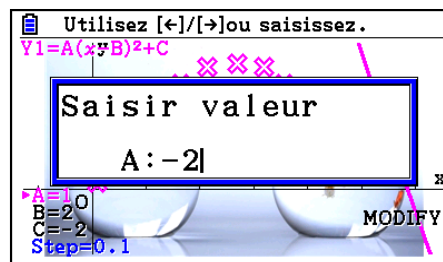 Utilisez [←]/[→]ou saisissez.
Y1=A(x-B)²+C
y
Saisir valeur
A:-2
x
A=1
B=2
O
C=-2
MODIFY
Step=0.1